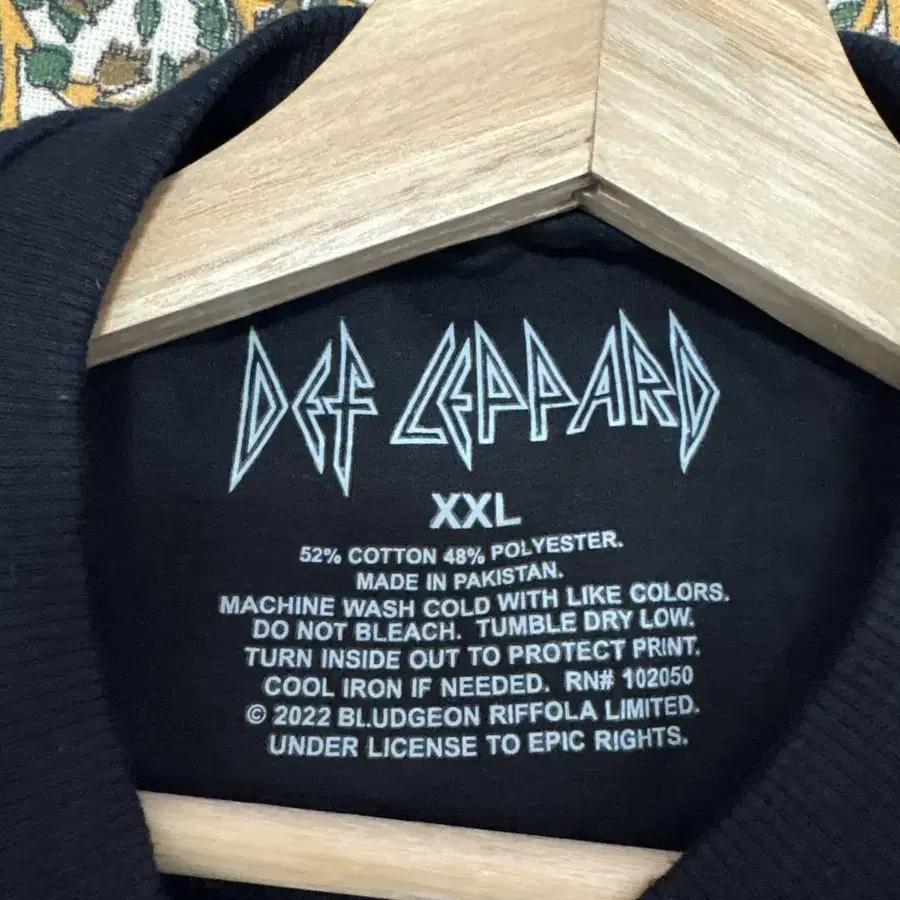 DEF LEPPARD
XXL
52% COTTON 48% POLYESTER.
MADE IN PAKISTAN.
MACHINE WASH COLD WITH LIKE COLORS.
DO NOT BLEACH. TUMBLE DRY LOW.
TURN INSIDE OUT TO PROTECT PRINT.
COOL IRON IF NEEDED. RN# 102050
© 2022 BLUDGEON RIFFOLA LIMITED.
UNDER LICENSE TO EPIC RIGHTS.